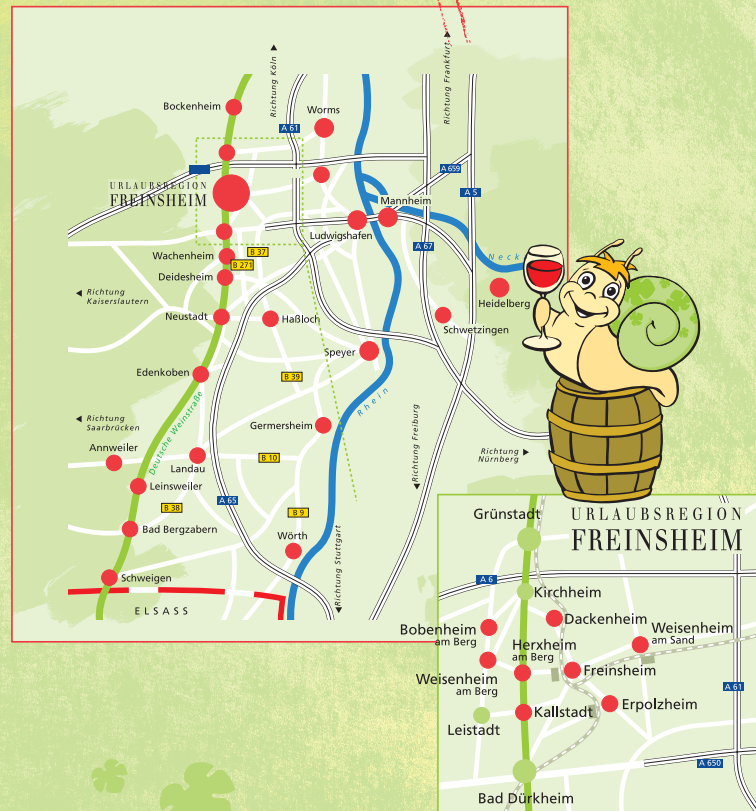 Richtung Köln
Richtung Frankfurt
Bockenheim
Worms
A 61
A 659
URLAUBSREGION
FREINSHEIM
A 5
Mannheim
Ludwigshafen
A 67
Neck
Wachenheim
B 37
B 271
Deidesheim
Richtung
Kaiserslautern
Heidelberg
Neustadt
Haßloch
Schwetzingen
Speyer
Edenkoben
B 39
Rhein
Deutsche Weinstraße
Richtung
Saarbrücken
Germersheim
Richtung Freiburg
Annweiler
Landau
B 10
Richtung
Nürnberg
Leinsweiler
A 65
B 38
B 9
Bad Bergzabern
Wörth
Richtung Stuttgart
Schweigen
ELSASS
Grünstadt
URLAUBSREGION
FREINSHEIM
A 6
Kirchheim
Dackenheim
Bobenheim
am Berg
Weisenheim
am Sand
Herxheim
am Berg
Freinsheim
Weisenheim
am Berg
A 61
Erpolzheim
Kallstadt
Leistadt
A 650
Bad Dürkheim